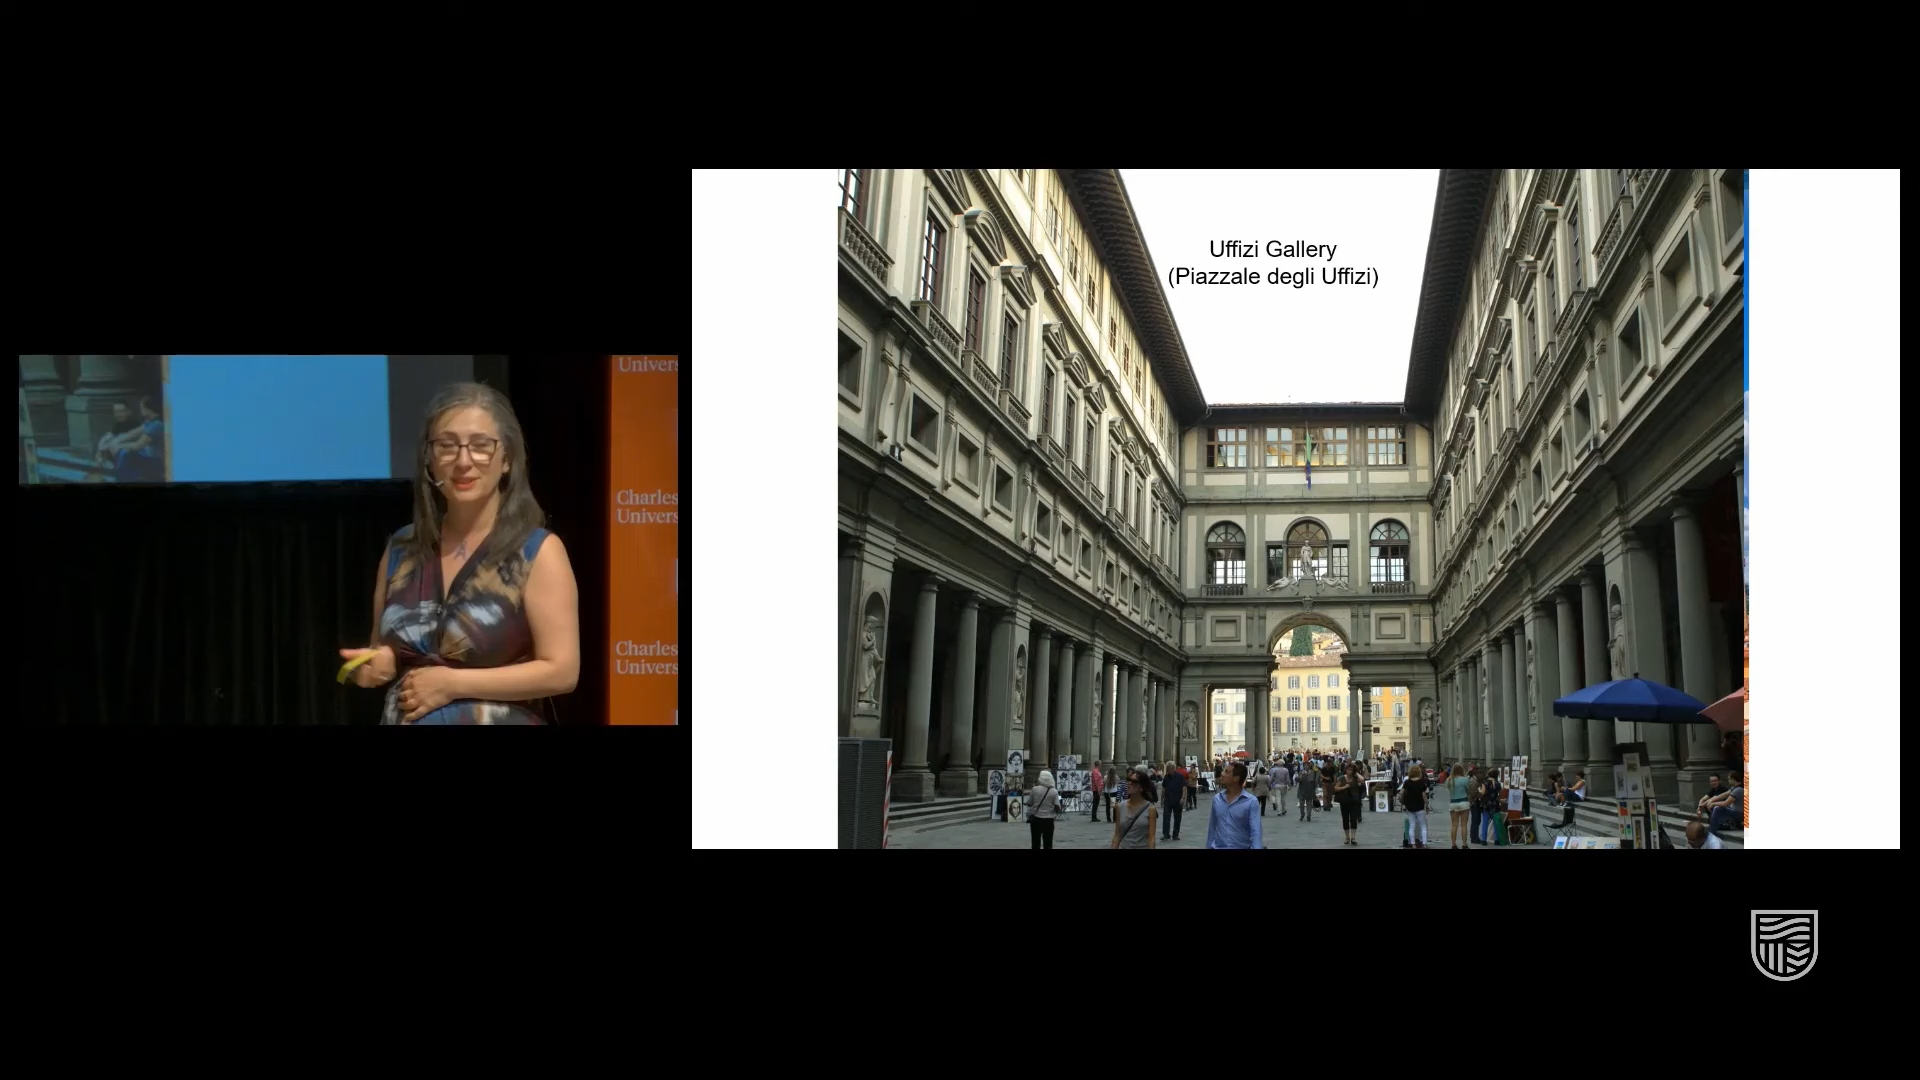 Univers
Charles
Univers
Charles
Univers
Uffizi Gallery
(Piazzale degli Uffizi)